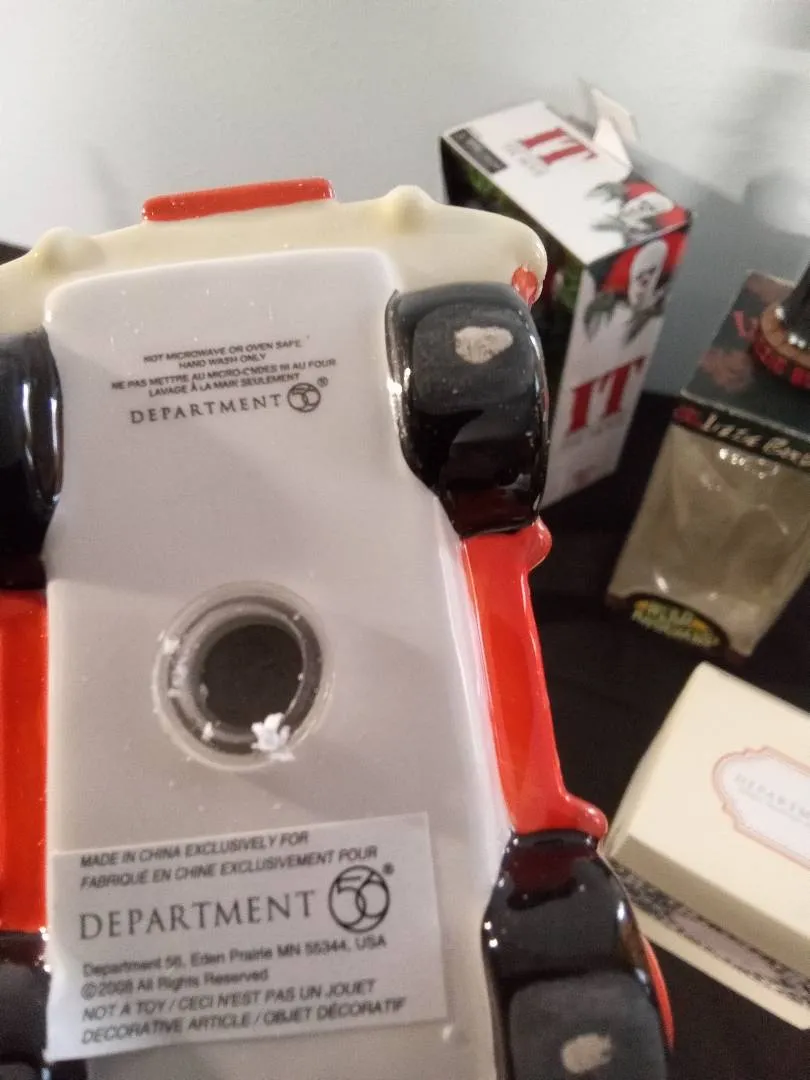 NOT MICROWAVE OR OVEN SAFE
HAND WASH ONLY
NE PAS METTRE AU MICRO-ONDES NI AU FOUR
LAVAGE À LA MAIN SEULEMENT
DEPARTMENT 56®
MADE IN CHINA EXCLUSIVELY FOR
FABRIQUÉ EN CHINE EXCLUSIVEMENT POUR
DEPARTMENT 56®
Department 56, Eden Prairie MN 55344, USA
©2008 All Rights Reserved
NOT A TOY / CECI N'EST PAS UN JOUET
DECORATIVE ARTICLE / OBJET DÉCORATIF
IT
IT